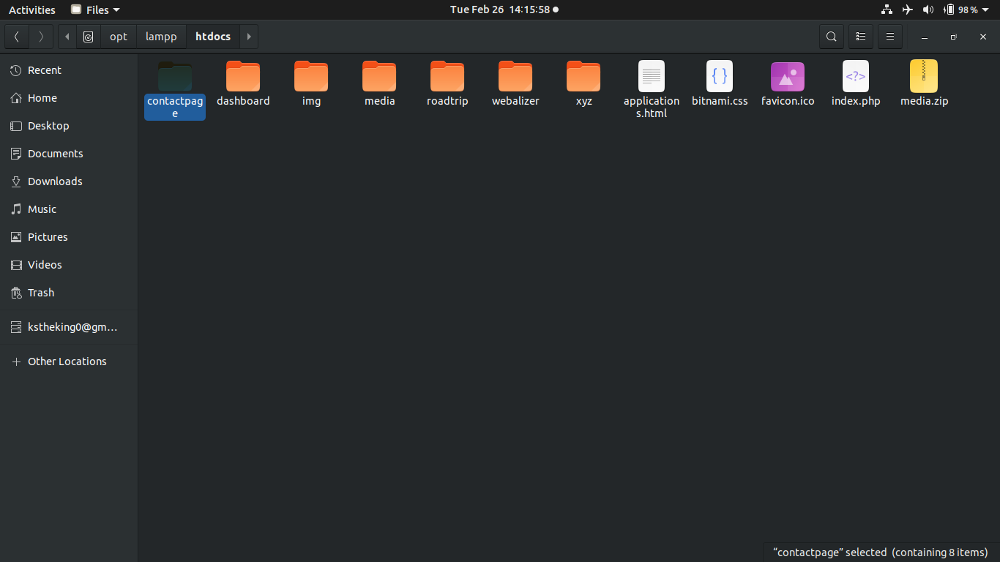 Activities Files Tue Feb 26 14:15:58 98%
opt lampp htdocs
Recent
Home
Desktop
Documents
Downloads
Music
Pictures
Videos
Trash
kstheking0@gm...
Other Locations
contactpag
e
dashboard
img
media
roadtrip
webalizer
xyz
application
s.html
bitnami.css
favicon.ico
index.php
media.zip
“contactpage” selected (containing 8 items)